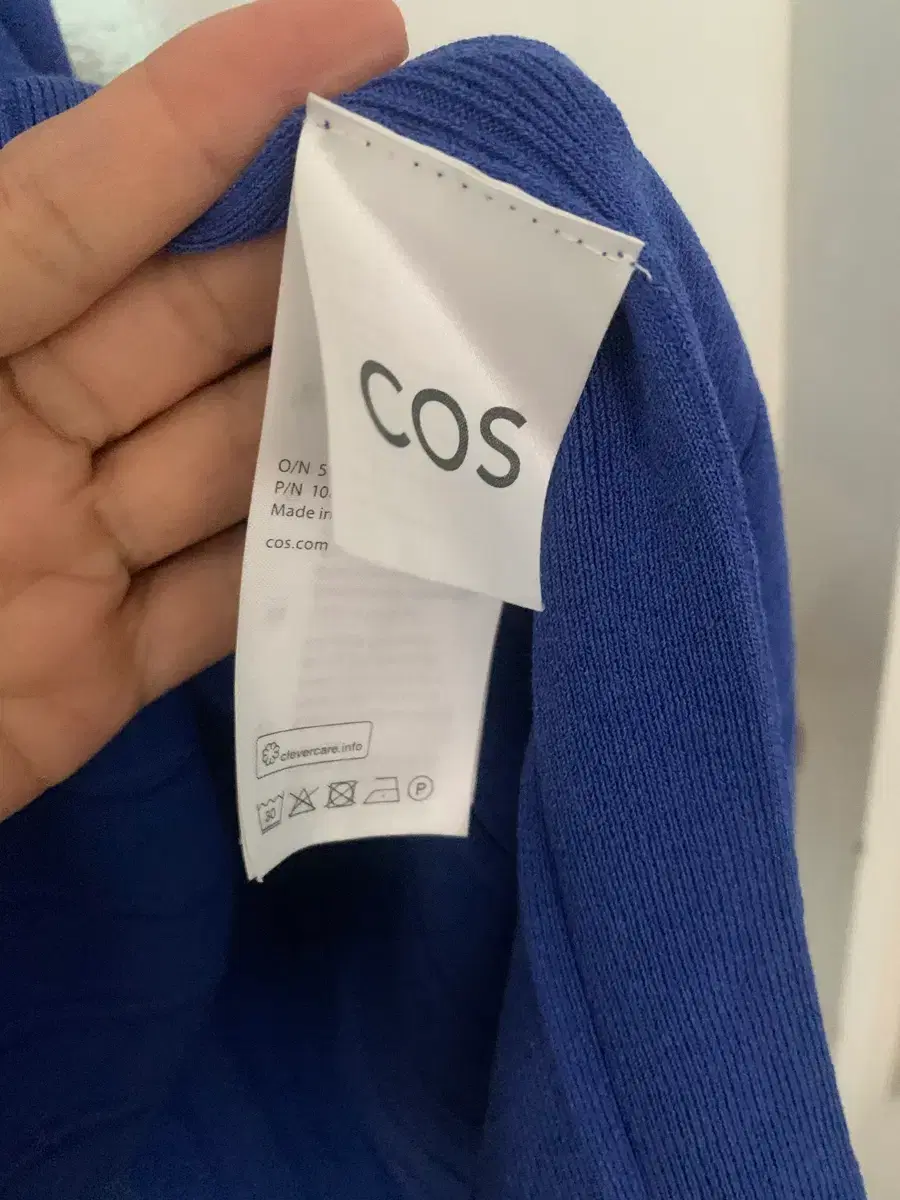 COS
O/N 5
P/N 10
Made in
cos.com
clevercare.info
30
P